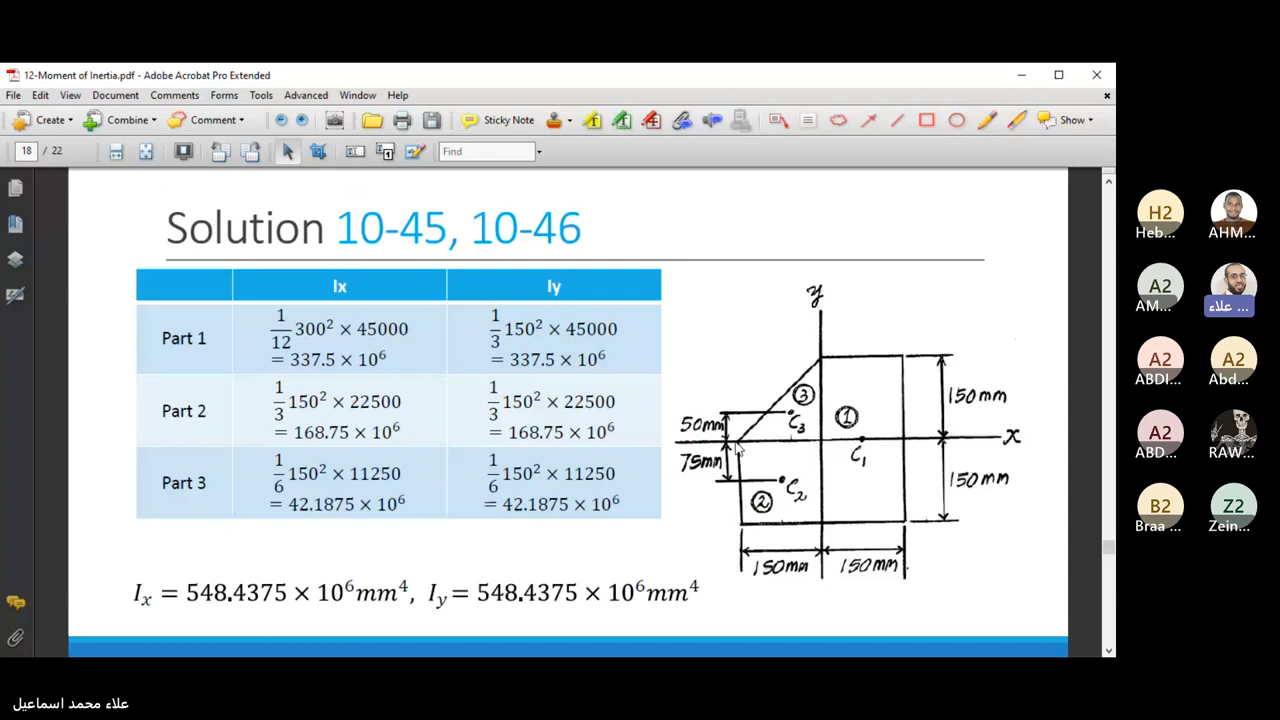 12-Moment of Inertia.pdf - Adobe Acrobat Pro Extended
File Edit View Document Comments Forms Tools Advanced Window Help
Create Combine Comment Sticky Note Show
18 / 22 Find
Solution 10-45, 10-46
Ix Iy
Part 1
1/12 300² × 45000
= 337.5 × 10⁶
1/3 150² × 45000
= 337.5 × 10⁶
Part 2
1/3 150² × 22500
= 168.75 × 10⁶
1/3 150² × 22500
= 168.75 × 10⁶
Part 3
1/6 150² × 11250
= 42.1875 × 10⁶
1/6 150² × 11250
= 42.1875 × 10⁶
Iₓ = 548.4375 × 10⁶mm⁴, I_y = 548.4375 × 10⁶mm⁴
y
③
150mm
50mm
C₃
①
x
75mm
C₁
C₂
150mm
②
150mm 150mm
H2
Heb... AHM...
A2
AM... علاء ...
A2 A2
ABDI... Abd...
A2
ABD... RAW...
B2 Z2
Braa ... Zein...
علاء محمد اسماعيل